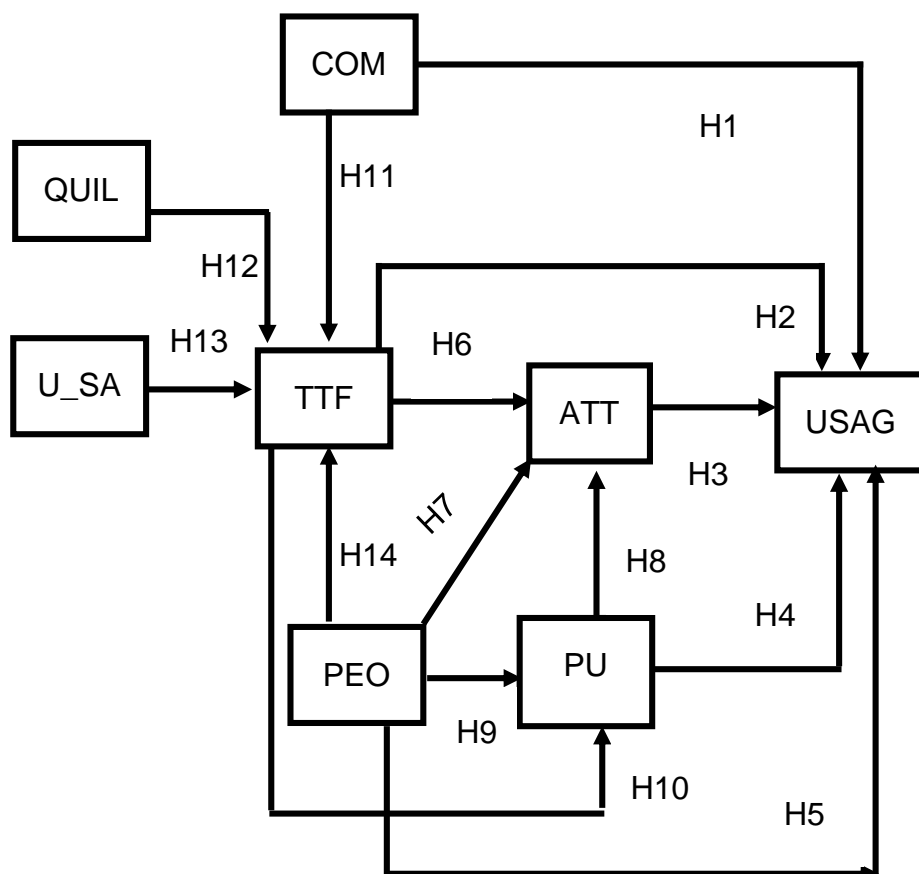 COM
H1
QUIL
H11
H12
H2
H13
H6
U_SA
TTF
ATT
USAG
H3
H7
H14
H8
H4
PEO
PU
H9
H10
H5